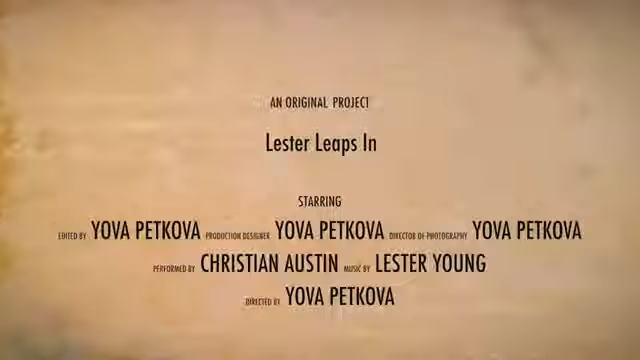 AN ORIGINAL PROJECT
Lester Leaps In
STARRING
EDITED BY YOVA PETKOVA PRODUCTION DESIGNER YOVA PETKOVA DIRECTOR OF PHOTOGRAPHY YOVA PETKOVA
PERFORMED BY CHRISTIAN AUSTIN MUSIC BY LESTER YOUNG
DIRECTED BY YOVA PETKOVA